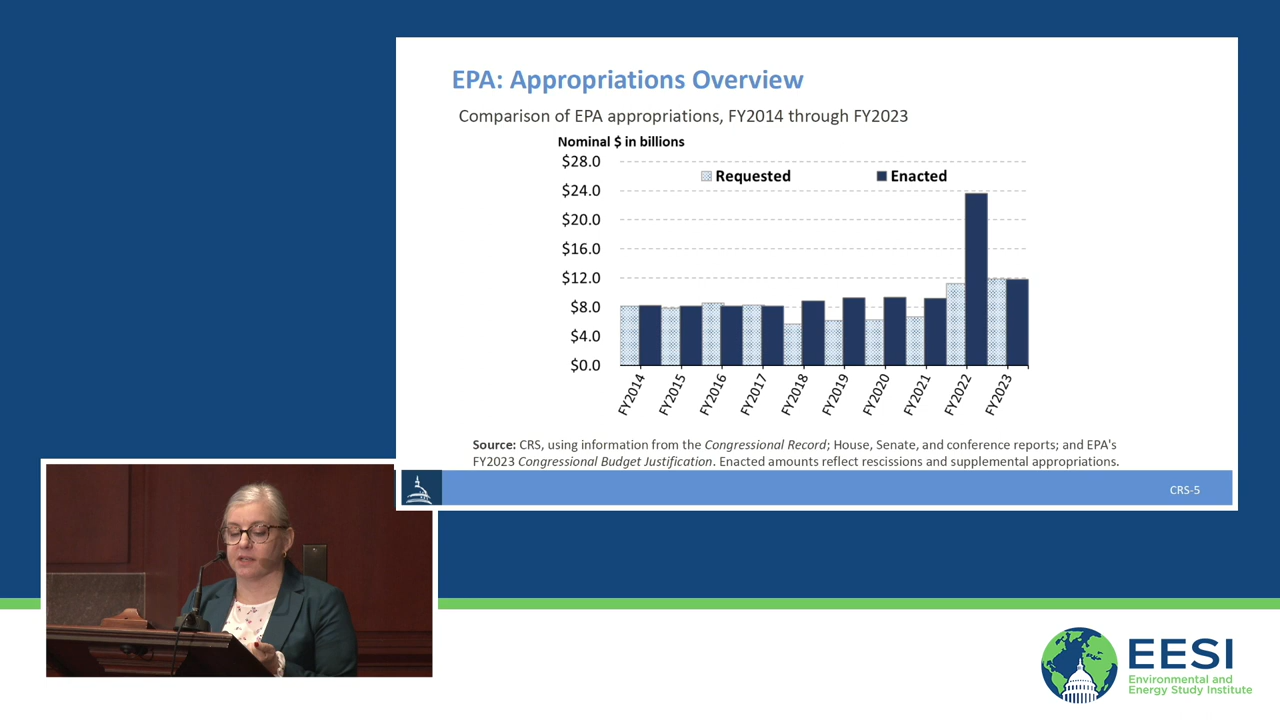 EPA: Appropriations Overview
Comparison of EPA appropriations, FY2014 through FY2023
Nominal $ in billions
$28.0
Requested Enacted
$24.0
$20.0
$16.0
$12.0
$8.0
$4.0
$0.0
FY2014 FY2015 FY2016 FY2017 FY2018 FY2019 FY2020 FY2021 FY2022 FY2023
Source: CRS, using information from the Congressional Record; House, Senate, and conference reports; and EPA's
FY2023 Congressional Budget Justification. Enacted amounts reflect rescissions and supplemental appropriations.
CRS-5
EESI
Environmental and
Energy Study Institute